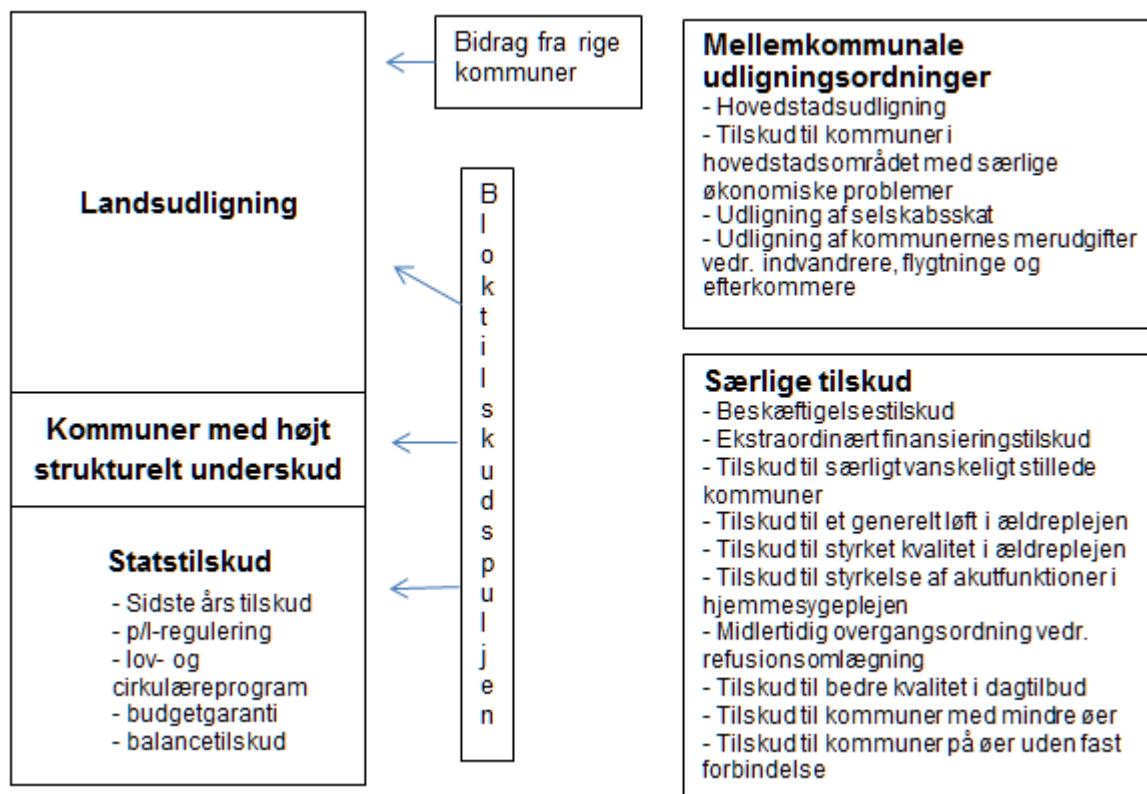 Landsudligning
Kommuner med højt
strukturelt underskud
Statstilskud
- Sidste års tilskud
- p/l-regulering
- lov- og
cirkulæreprogram
- budgetgaranti
- balancetilskud
Bidrag fra rige
kommuner
Bloktilskudspuljen
Mellemkommunale
udligningsordninger
- Hovedstadsudligning
- Tilskud til kommuner i
hovedstadsområdet med særlige
økonomiske problemer
- Udligning af selskabsskat
- Udligning af kommunernes merudgifter
vedr. indvandrere, flygtninge og
efterkommere
Særlige tilskud
- Beskæftigelsestilskud
- Ekstraordinært finansieringstilskud
- Tilskud til særligt vanskeligt stillede
kommuner
- Tilskud til et generelt løft i ældreplejen
- Tilskud til styrket kvalitet i ældreplejen
- Tilskud til styrkelse af akutfunktioner i
hjemmesygeplejen
- Midlertidig overgangsordning vedr.
refusionsomlægning
- Tilskud til bedre kvalitet i dagtilbud
- Tilskud til kommuner med mindre øer
- Tilskud til kommuner på øer uden fast
forbindelse